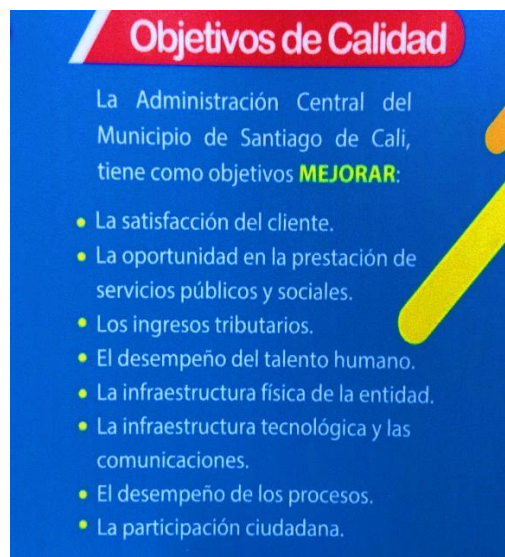 Objetivos de Calidad
La Administración Central del
Municipio de Santiago de Cali,
tiene como objetivos MEJORAR:
• La satisfacción del cliente.
• La oportunidad en la prestación de
servicios públicos y sociales.
• Los ingresos tributarios.
• El desempeño del talento humano.
• La infraestructura física de la entidad.
• La infraestructura tecnológica y las
comunicaciones.
• El desempeño de los procesos.
• La participación ciudadana.